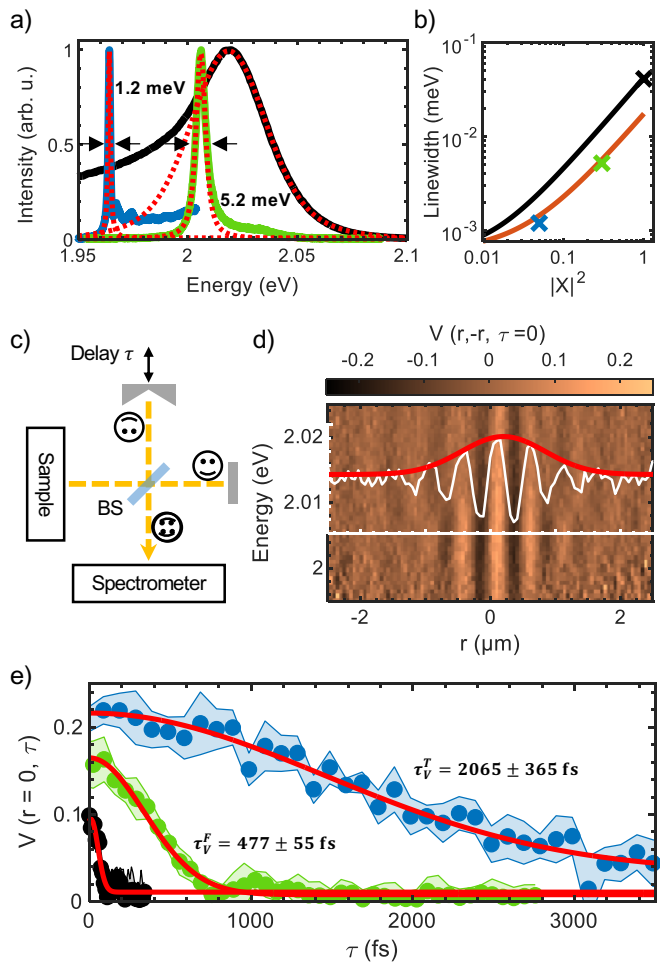 a)
1
1.2 meV
0.5
5.2 meV
0
Intensity (arb. u.)
1.95
2
2.05
2.1
Energy (eV)
b)
10⁻¹
10⁻²
10⁻³
Linewidth (meV)
0.01
0.1
1
|X|²
c)
Delay τ
Sample
BS
Spectrometer
d)
V (r,-r, τ =0)
-0.2
-0.1
0
0.1
0.2
2.02
2.01
2
Energy (eV)
-2
0
2
r (µm)
e)
0.2
0.1
0
V (r = 0, τ)
τ_V^T = 2065 ± 365 fs
τ_V^F = 477 ± 55 fs
0
1000
2000
3000
τ (fs)